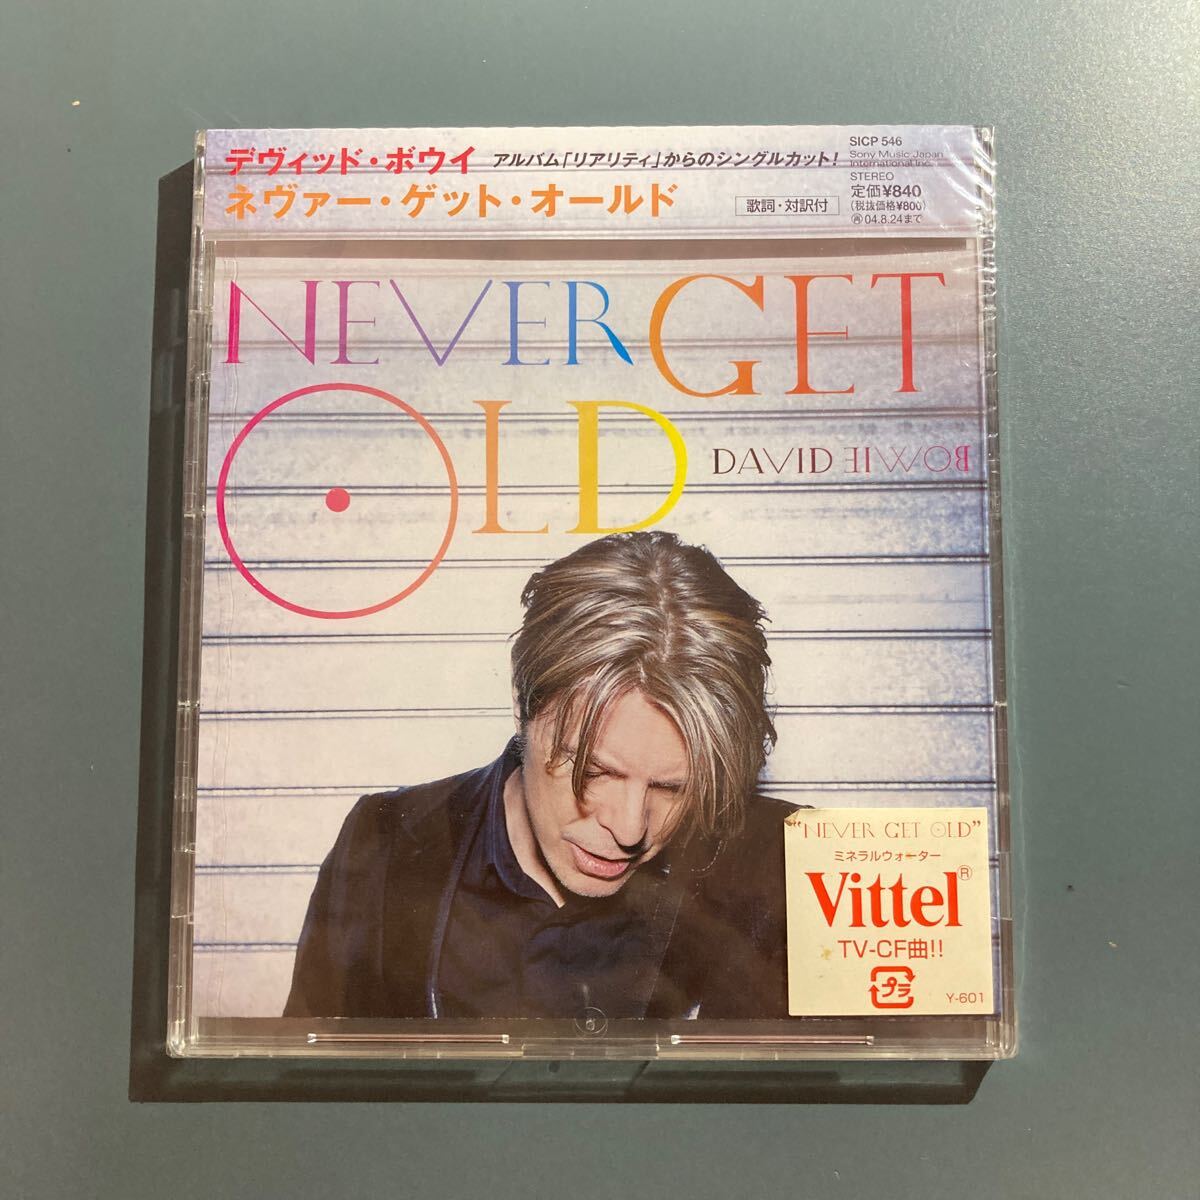 デヴィッド・ボウイ アルバム「リアリティ」からのシングルカット!
ネヴァー・ゲット・オールド 歌詞・対訳付
SICP 546
Sony Music Japan
International Inc.
STEREO
定価¥840
(税抜価格¥800)
再04.8.24まで
NEVER GET
OLD
DAVID BOWIE
"NEVER GET OLD"
ミネラルウォーター
Vittel®
TV-CF曲!!
プラ
Y-601